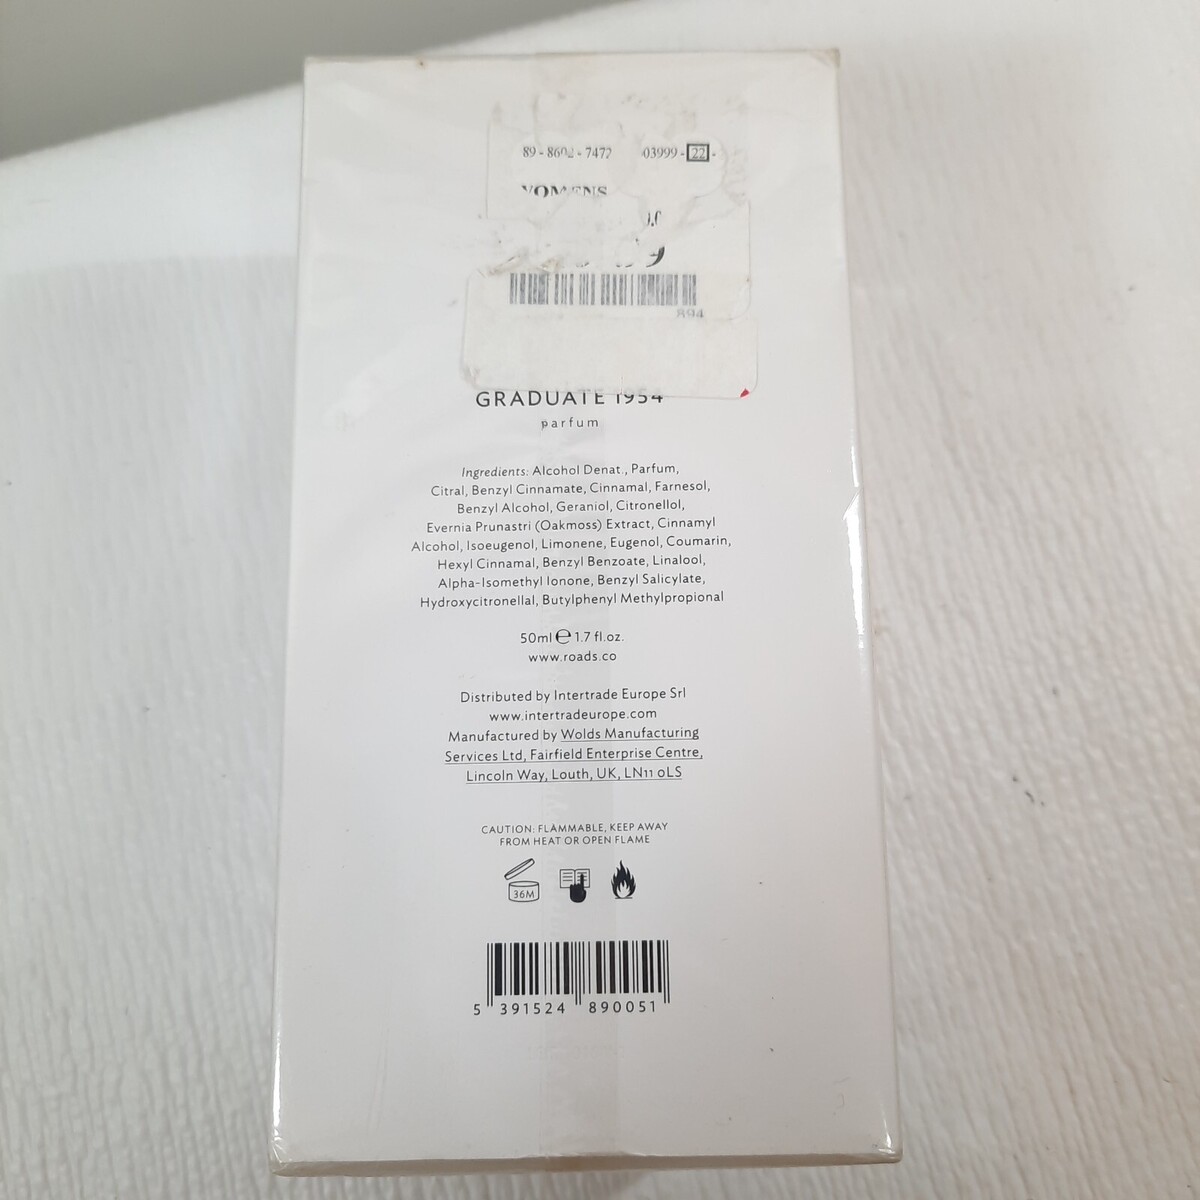 89 - 86 - 7472 03999 - 22 -
894
GRADUATE 1954
parfum
Ingredients: Alcohol Denat., Parfum,
Citral, Benzyl Cinnamate, Cinnamal, Farnesol,
Benzyl Alcohol, Geraniol, Citronellol,
Evernia Prunastri (Oakmoss) Extract, Cinnamyl
Alcohol, Isoeugenol, Limonene, Eugenol, Coumarin,
Hexyl Cinnamal, Benzyl Benzoate, Linalool,
Alpha-Isomethyl Ionone, Benzyl Salicylate,
Hydroxycitronellal, Butylphenyl Methylpropional
50ml ℮ 1.7 fl.oz.
www.roads.co
Distributed by Intertrade Europe Srl
www.intertradeurope.com
Manufactured by Wolds Manufacturing
Services Ltd, Fairfield Enterprise Centre,
Lincoln Way, Louth, UK, LN11 0LS
CAUTION: FLAMMABLE, KEEP AWAY
FROM HEAT OR OPEN FLAME
36M
5 391524 890051